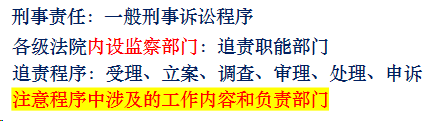 刑事责任：一般刑事诉讼程序
各级法院内设监察部门：追责职能部门
追责程序：受理、立案、调查、审理、处理、申诉
注意程序中涉及的工作内容和负责部门